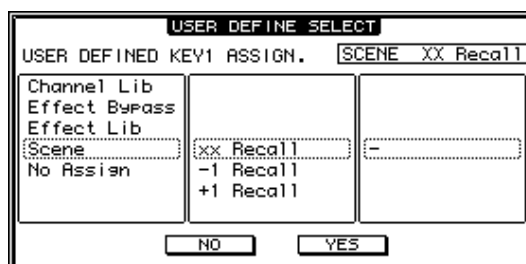 USER DEFINE SELECT
USER DEFINED KEY1 ASSIGN. SCENE XX Recall
Channel Lib
Effect Bypass
Effect Lib
Scene
No Assign
xx Recall
-1 Recall
+1 Recall
-
NO YES